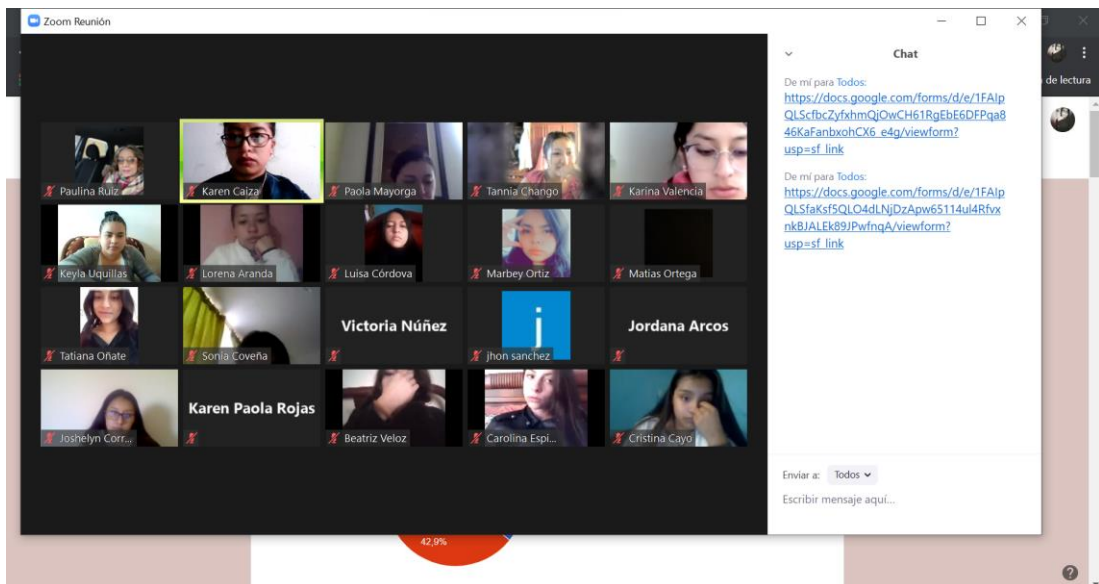 Zoom Reunión
de lectura
Chat
De mí para Todos:
https://docs.google.com/forms/d/e/1FAIp
QLScfbcZyfxhmQjOwCH61RgEbE6DFPqa8
46KaFanbxohCX6_e4g/viewform?
usp=sf_link
De mí para Todos:
https://docs.google.com/forms/d/e/1FAIp
QLSfaKsf5QLO4dLNjDzApw65114ul4Rfvx
nkBJALEk89JPwfnqA/viewform?
usp=sf_link
Paulina Ruiz
Karen Caiza
Paola Mayorga
Tannia Chango
Karina Valencia
Keyla Uquillas
Lorena Aranda
Luisa Córdova
Marbey Ortiz
Matías Ortega
Tatiana Oñate
Sonia Coveña
Victoria Núñez
j
jhon sanchez
Jordana Arcos
Joshelyn Corr...
Karen Paola Rojas
Beatriz Veloz
Carolina Espi...
Cristina Cayo
Enviar a: Todos
Escribir mensaje aquí...
42,9%